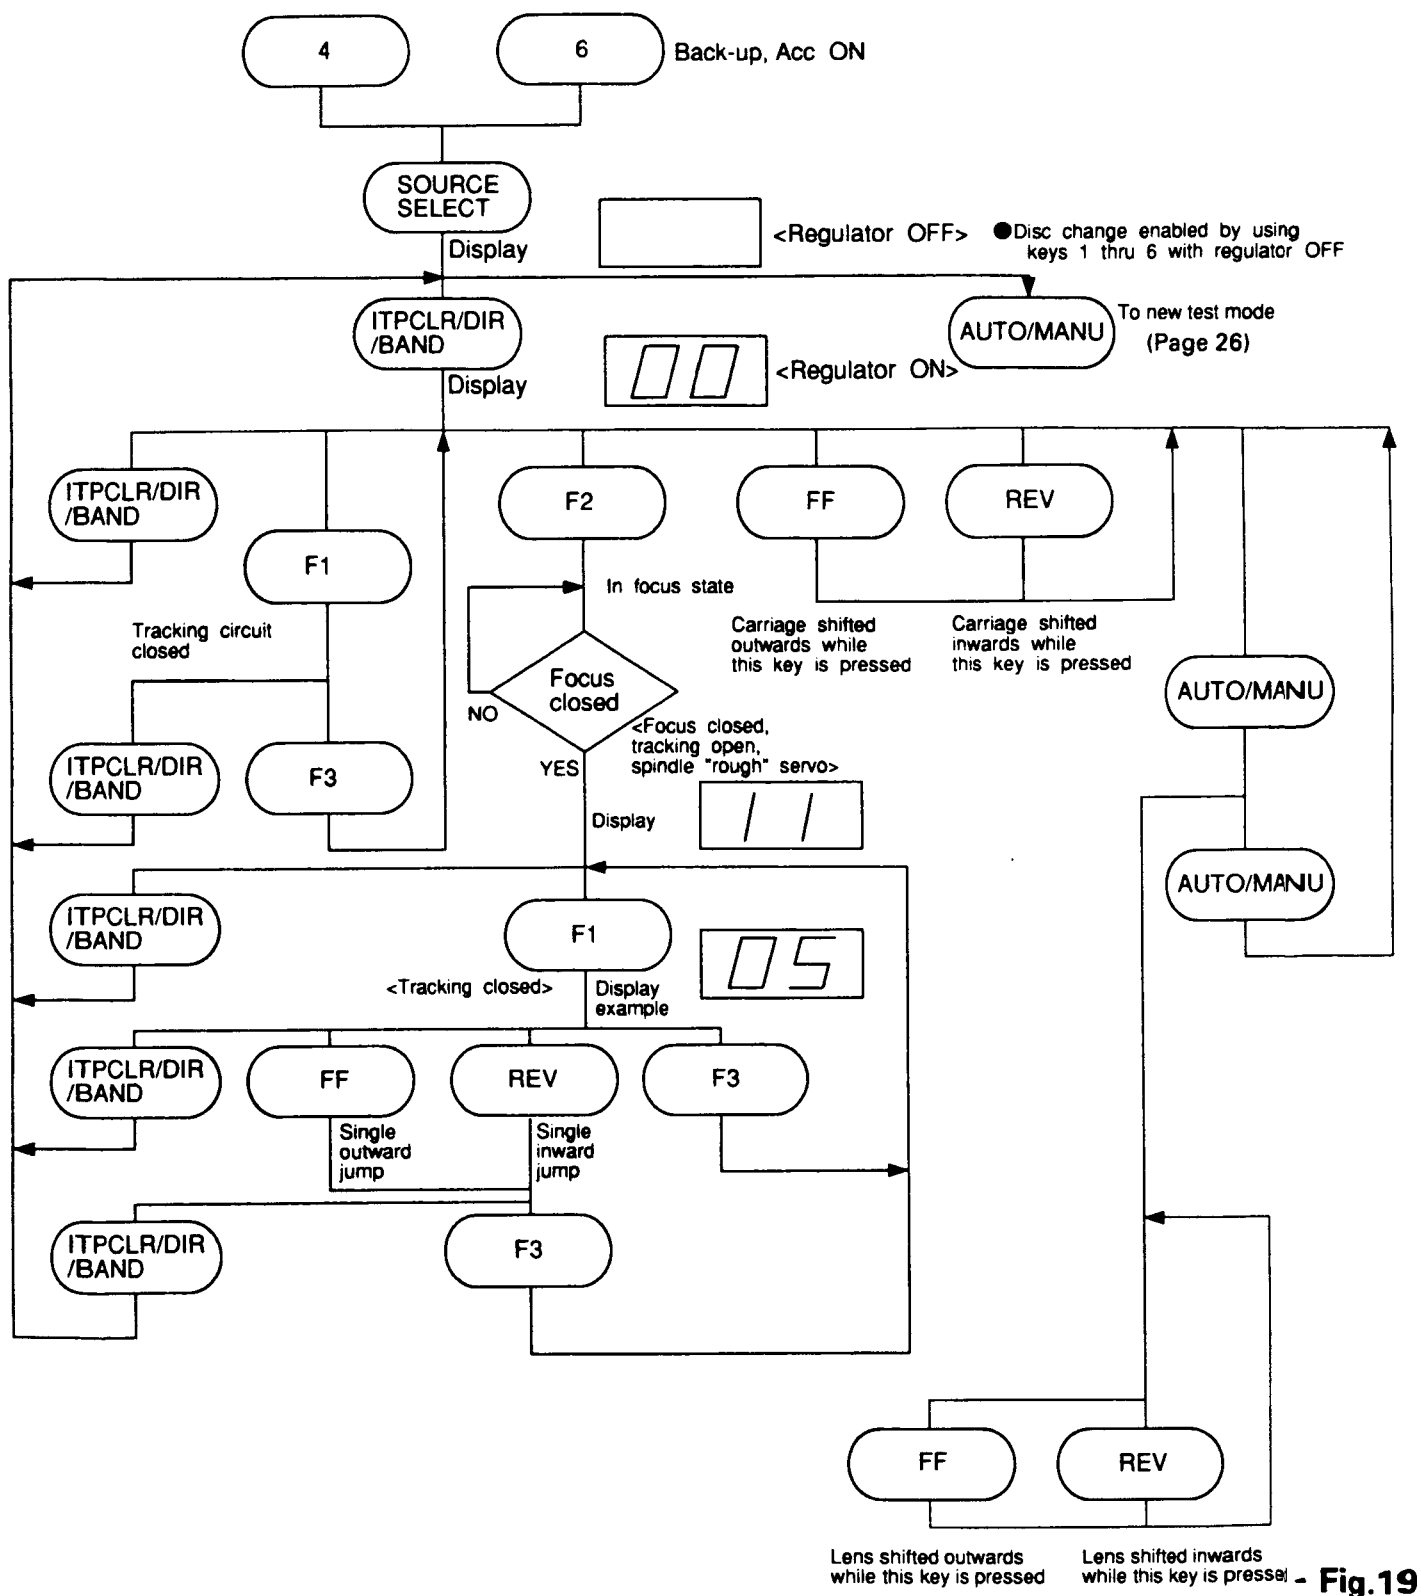 4
6
Back-up, Acc ON
SOURCE
SELECT
Display
<Regulator OFF>
●Disc change enabled by using
keys 1 thru 6 with regulator OFF
ITPCLR/DIR
/BAND
Display
00
<Regulator ON>
AUTO/MANU
To new test mode
(Page 26)
ITPCLR/DIR
/BAND
F1
F2
FF
REV
In focus state
Tracking circuit
closed
Carriage shifted
outwards while
this key is pressed
Carriage shifted
inwards while
this key is pressed
Focus
closed
NO
YES
<Focus closed,
tracking open,
spindle "rough" servo>
AUTO/MANU
ITPCLR/DIR
/BAND
F3
Display
11
AUTO/MANU
ITPCLR/DIR
/BAND
F1
05
<Tracking closed>
Display
example
ITPCLR/DIR
/BAND
FF
REV
F3
Single
outward
jump
Single
inward
jump
ITPCLR/DIR
/BAND
F3
FF
REV
Lens shifted outwards
while this key is pressed
Lens shifted inwards
while this key is presse
- Fig.19